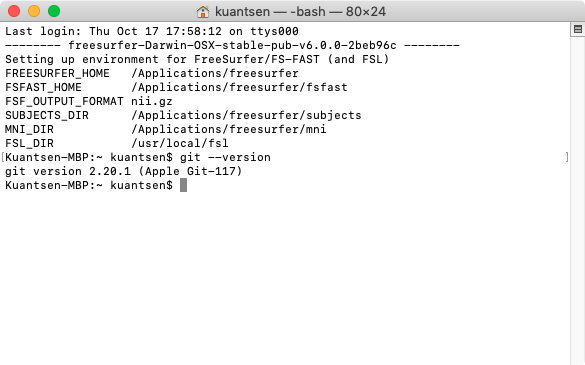 kuantsen — -bash — 80×24
Last login: Thu Oct 17 17:58:12 on ttys000
-------- freesurfer-Darwin-OSX-stable-pub-v6.0.0-2beb96c --------
Setting up environment for FreeSurfer/FS-FAST (and FSL)
FREESURFER_HOME   /Applications/freesurfer
FSFAST_HOME       /Applications/freesurfer/fsfast
FSF_OUTPUT_FORMAT nii.gz
SUBJECTS_DIR      /Applications/freesurfer/subjects
MNI_DIR           /Applications/freesurfer/mni
FSL_DIR           /usr/local/fsl
[Kuantsen-MBP:~ kuantsen$ git --version ]
git version 2.20.1 (Apple Git-117)
Kuantsen-MBP:~ kuantsen$